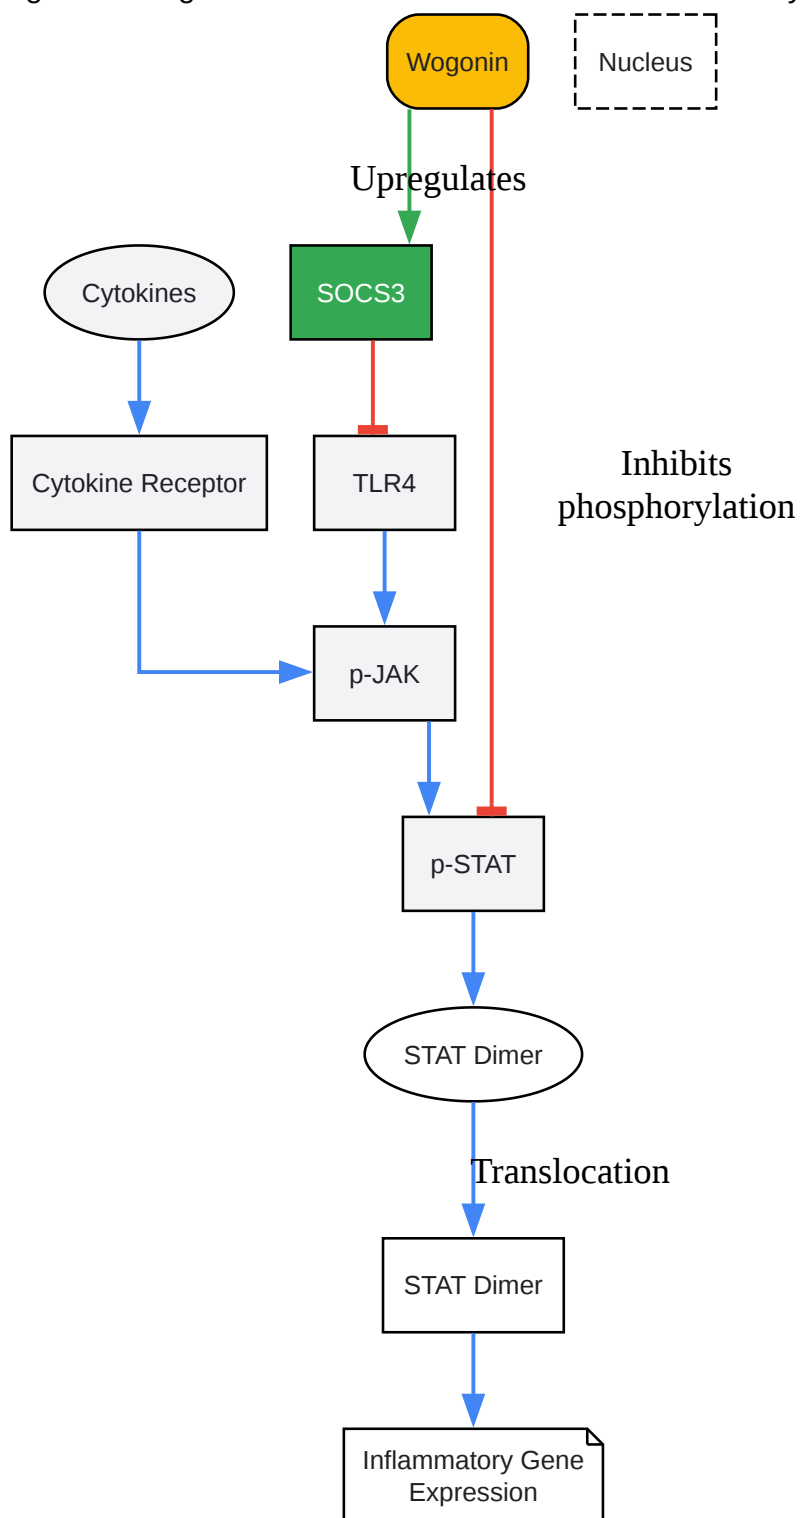 Wogonin
Nucleus
Upregulates
Cytokines
SOCS3
Cytokine Receptor
TLR4
Inhibits
phosphorylation
p-JAK
p-STAT
STAT Dimer
Translocation
STAT Dimer
Inflammatory Gene
Expression